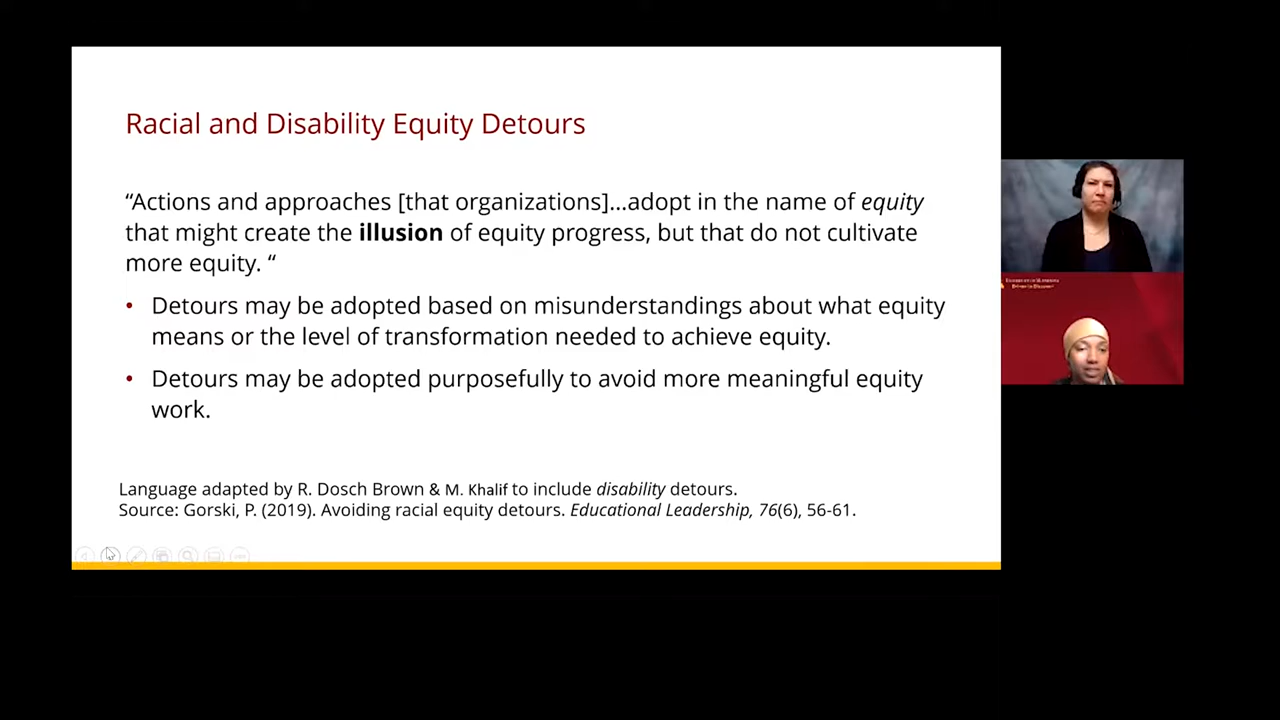 Racial and Disability Equity Detours
“Actions and approaches [that organizations]...adopt in the name of equity
that might create the illusion of equity progress, but that do not cultivate
more equity. “
• Detours may be adopted based on misunderstandings about what equity
means or the level of transformation needed to achieve equity.
• Detours may be adopted purposefully to avoid more meaningful equity
work.
Language adapted by R. Dosch Brown & M. Khalif to include disability detours.
Source: Gorski, P. (2019). Avoiding racial equity detours. Educational Leadership, 76(6), 56-61.